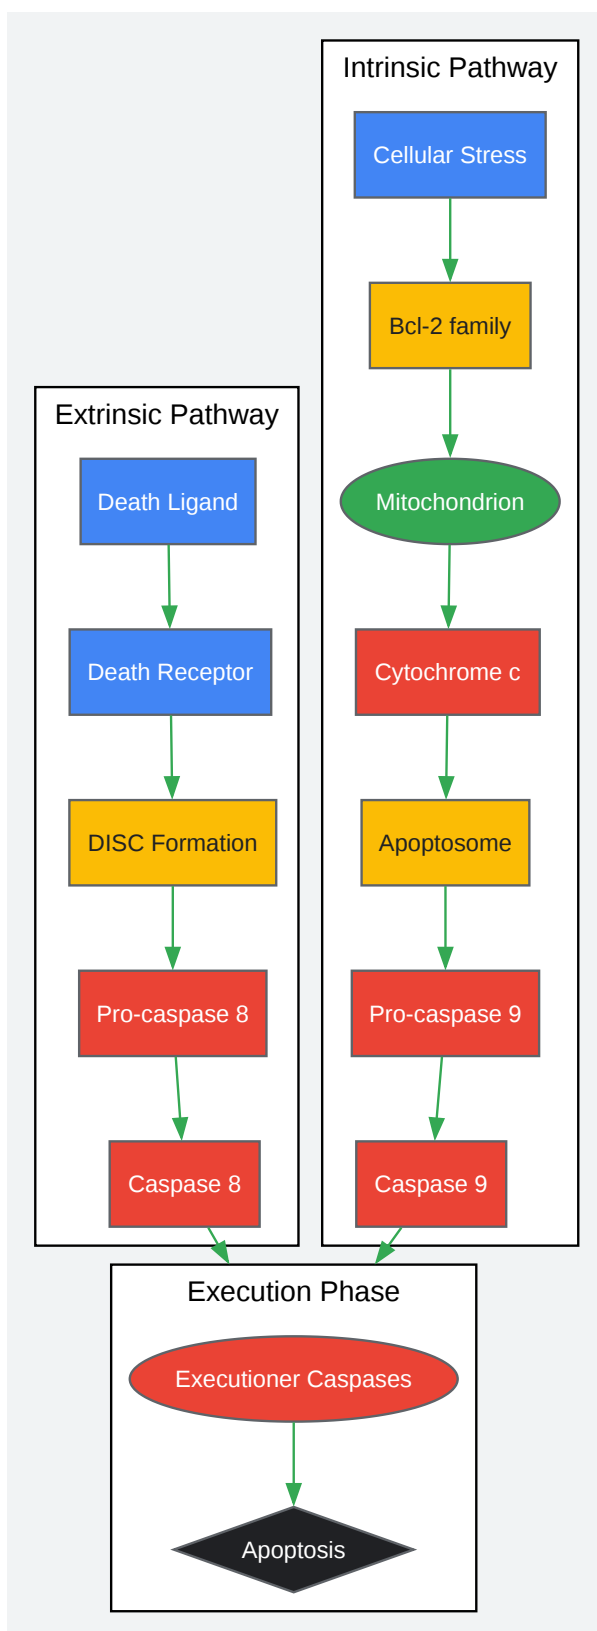 Intrinsic Pathway
Cellular Stress
Bcl-2 family
Mitochondrion
Cytochrome c
Apoptosome
Pro-caspase 9
Caspase 9
Extrinsic Pathway
Death Ligand
Death Receptor
DISC Formation
Pro-caspase 8
Caspase 8
Execution Phase
Executioner Caspases
Apoptosis